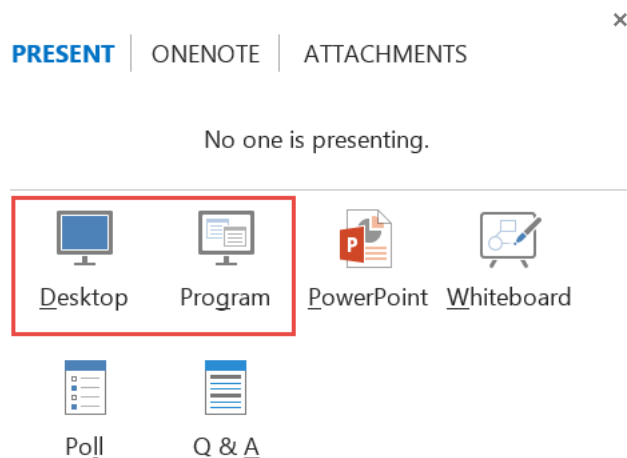 PRESENT ONENOTE ATTACHMENTS
No one is presenting.
Desktop Program PowerPoint Whiteboard
Poll Q & A